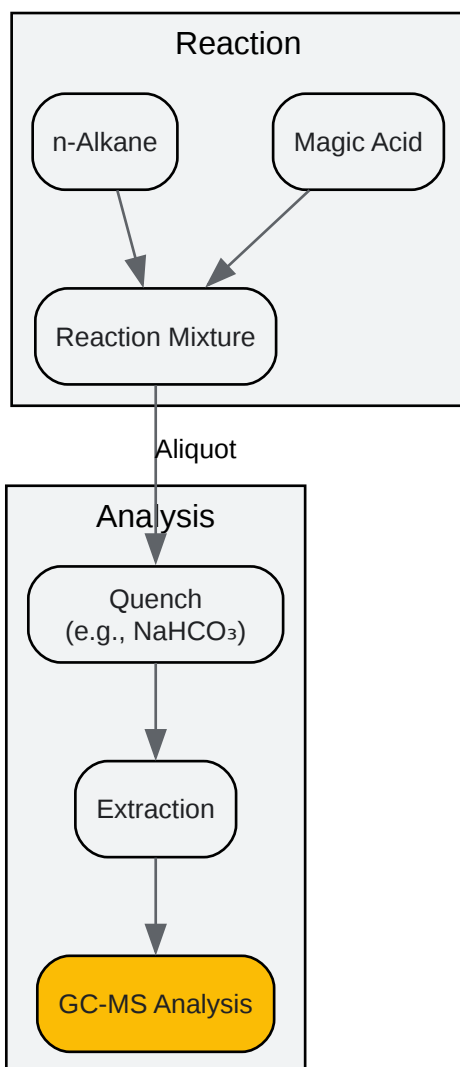 Reaction
n-Alkane
Magic Acid
Reaction Mixture
Aliquot
Analysis
Quench
(e.g., NaHCO₃)
Extraction
GC-MS Analysis